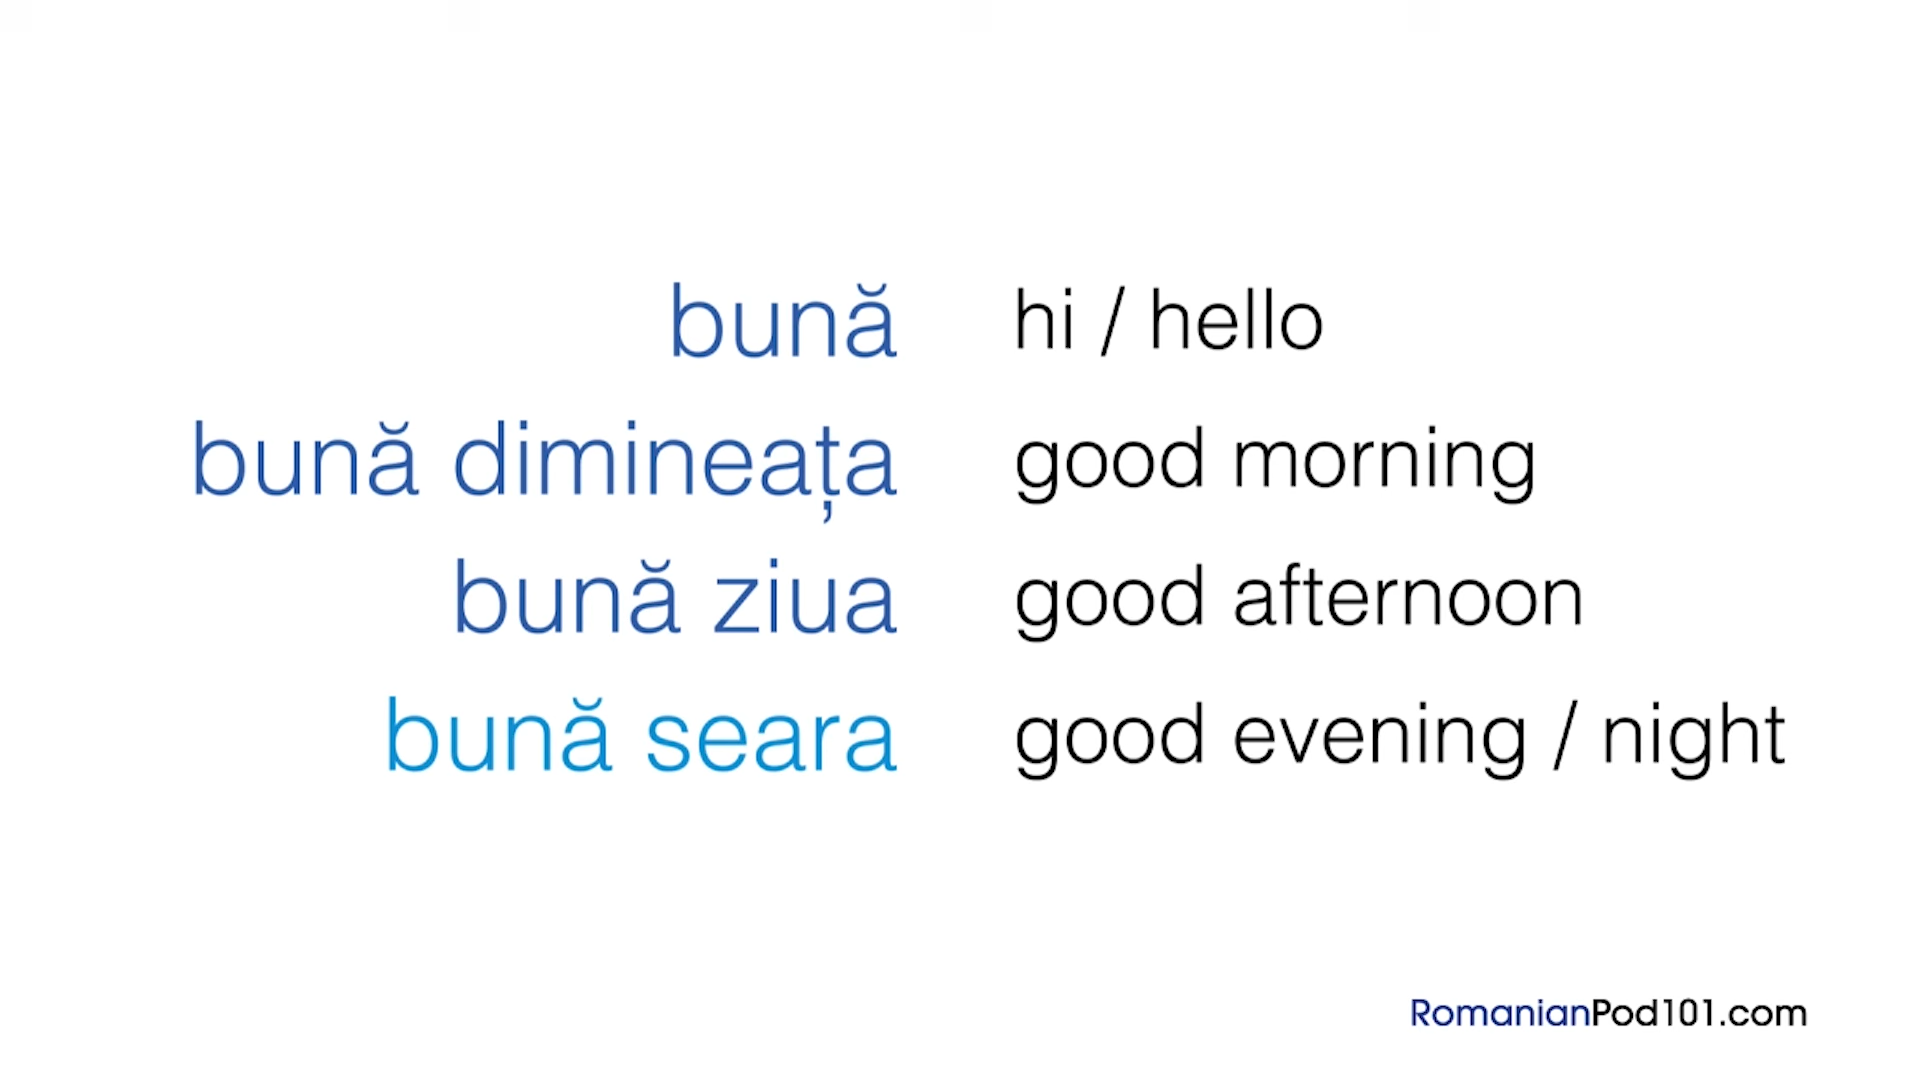 bună hi / hello
bună dimineața good morning
bună ziua good afternoon
bună seara good evening / night
RomanianPod101.com